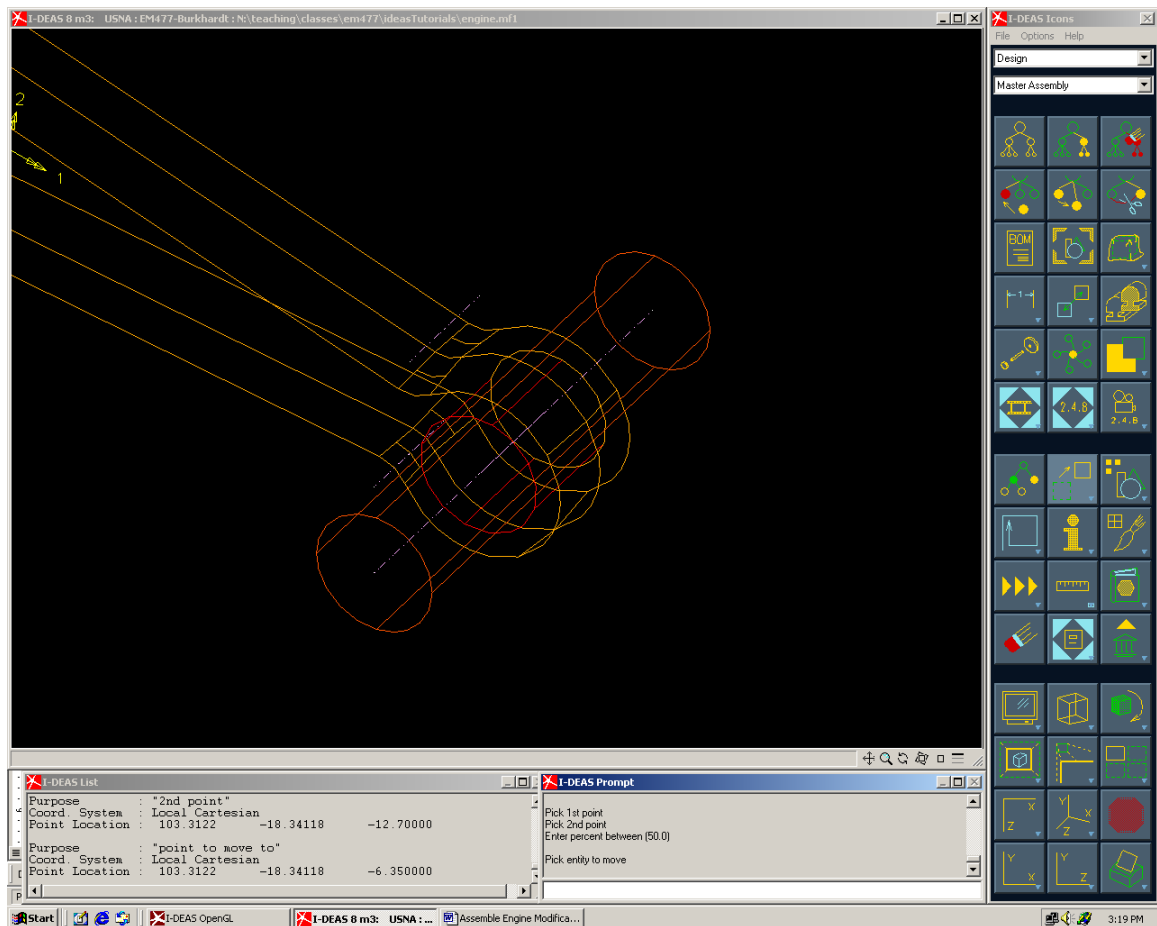 I-DEAS 8 m3: USNA : EM477-Burkhardt : N:\teaching\classes\em477\ideasTutorials\engine.mf1
I-DEAS Icons
File Options Help
Design
Master Assembly
2
1
BOM
1
2.4.B
2.4.B
I-DEAS List
Purpose : "2nd point"
Coord. System : Local Cartesian
Point Location : 103.3122 -18.34118 -12.70000
Purpose : "point to move to"
Coord. System : Local Cartesian
Point Location : 103.3122 -18.34118 -6.350000
I-DEAS Prompt
Pick 1st point
Pick 2nd point
Enter percent between (50.0)
Pick entity to move
X
Z
Y
X
Z
Y
X
Y
Z
Start
I-DEAS OpenGL
I-DEAS 8 m3: USNA : ...
Assemble Engine Modifica...
3:19 PM